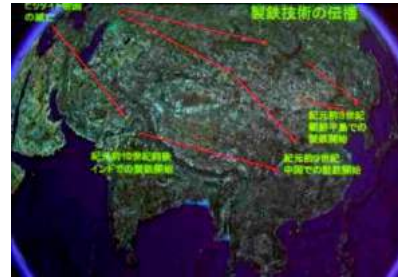 製鉄技術の伝播
ヒッタイト帝国
の滅亡
紀元前3世紀
朝鮮半島での
製鉄開始
紀元前10世紀前後
インドでの製鉄開始
紀元前9世紀
中国での製鉄開始